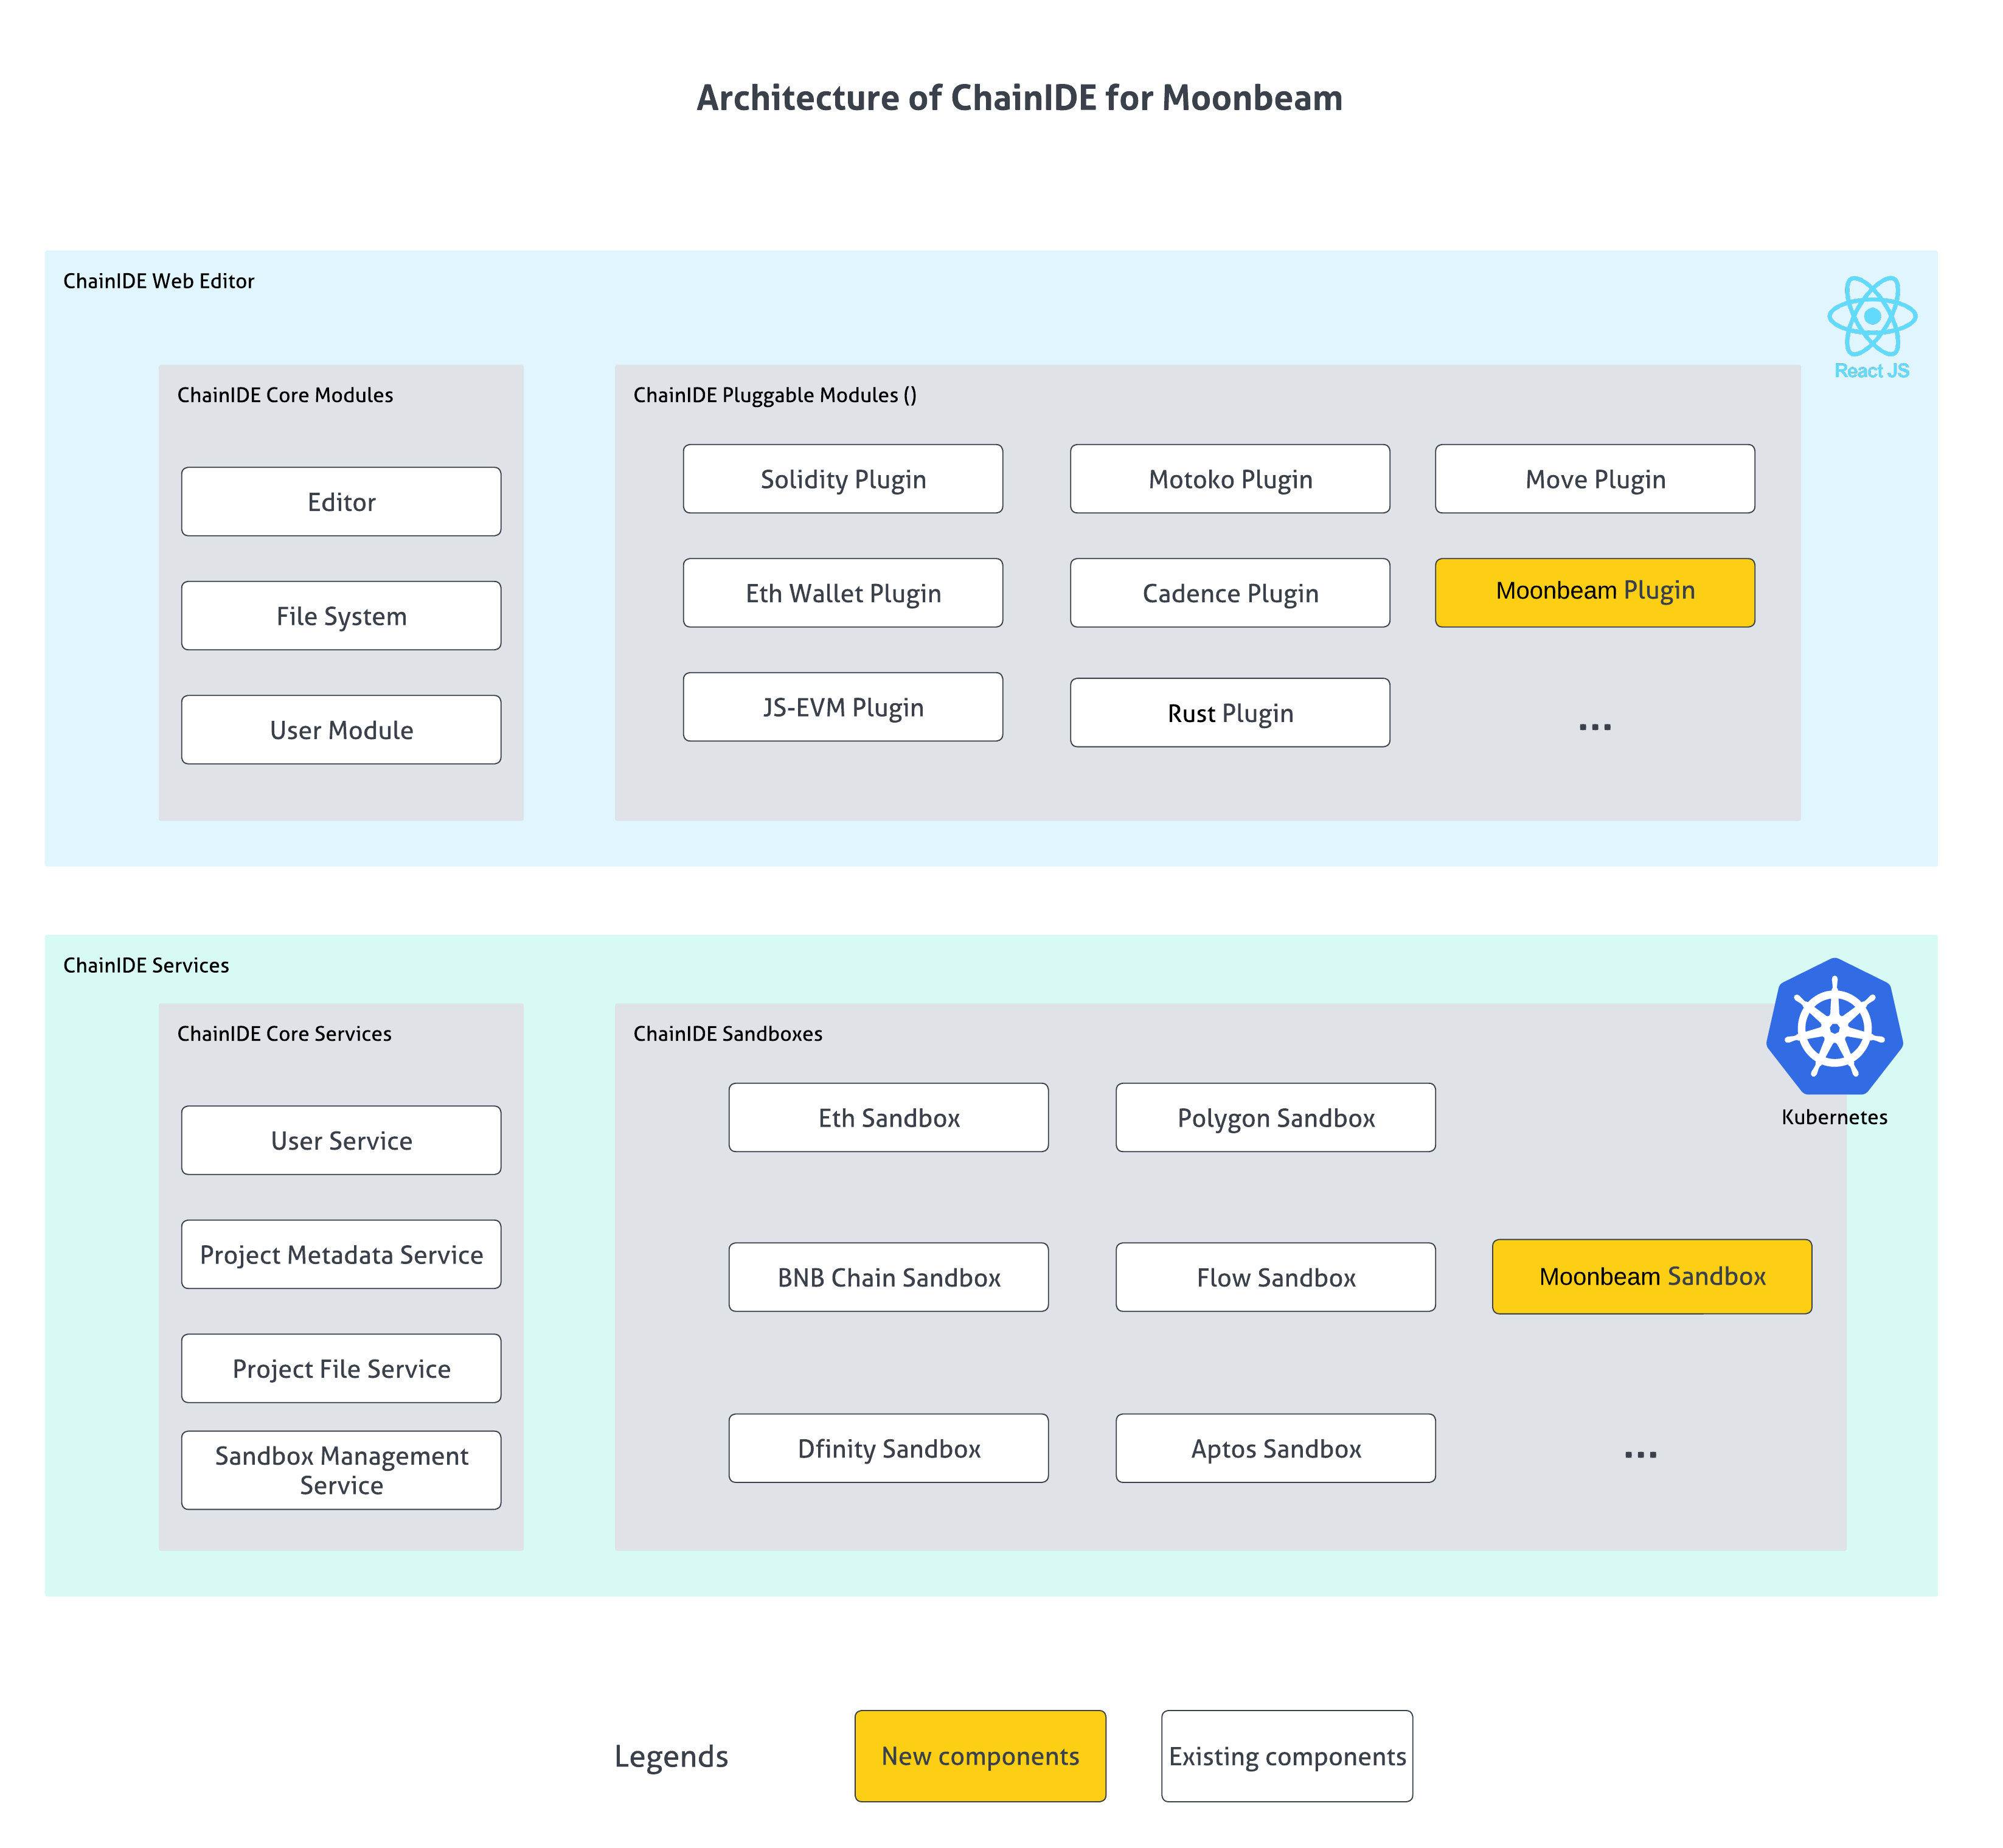 Architecture of ChainIDE for Moonbeam
ChainIDE Web Editor
React JS
ChainIDE Core Modules
Editor
File System
User Module
ChainIDE Pluggable Modules ()
Solidity Plugin
Motoko Plugin
Move Plugin
Eth Wallet Plugin
Cadence Plugin
Moonbeam Plugin
JS-EVM Plugin
Rust Plugin
...
ChainIDE Services
Kubernetes
ChainIDE Core Services
User Service
Project Metadata Service
Project File Service
Sandbox Management
Service
ChainIDE Sandboxes
Eth Sandbox
Polygon Sandbox
BNB Chain Sandbox
Flow Sandbox
Moonbeam Sandbox
Dfinity Sandbox
Aptos Sandbox
...
Legends
New components
Existing components